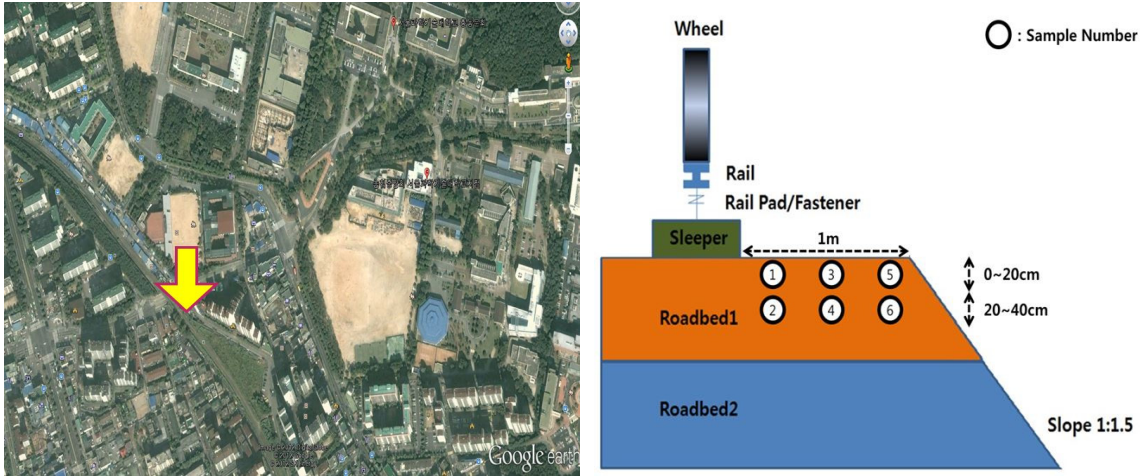 Google earth
Wheel
: Sample Number
Rail
Rail Pad/Fastener
Sleeper
1m
1
3
5
0~20cm
2
4
6
20~40cm
Roadbed1
Roadbed2
Slope 1:1.5